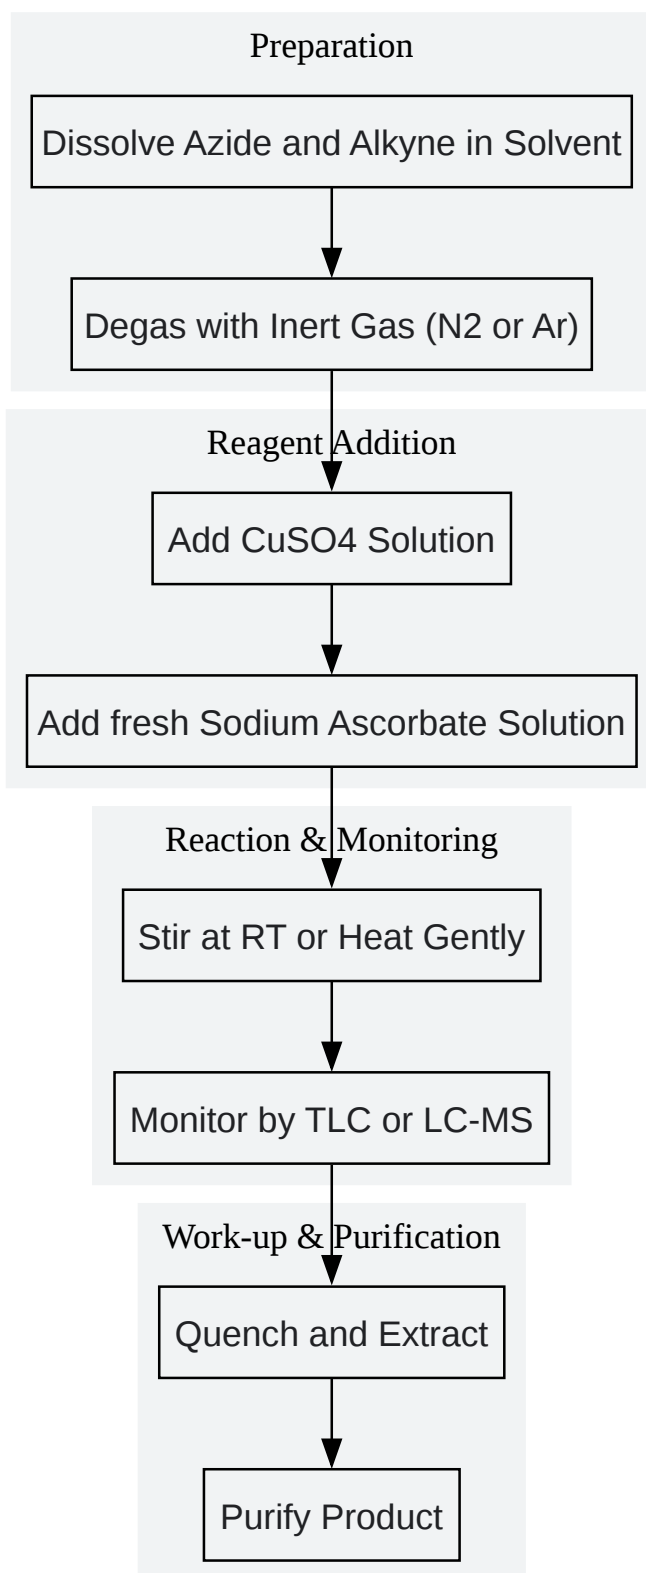 Preparation
Dissolve Azide and Alkyne in Solvent
Degas with Inert Gas (N2 or Ar)
Reagent Addition
Add CuSO4 Solution
Add fresh Sodium Ascorbate Solution
Reaction & Monitoring
Stir at RT or Heat Gently
Monitor by TLC or LC-MS
Work-up & Purification
Quench and Extract
Purify Product